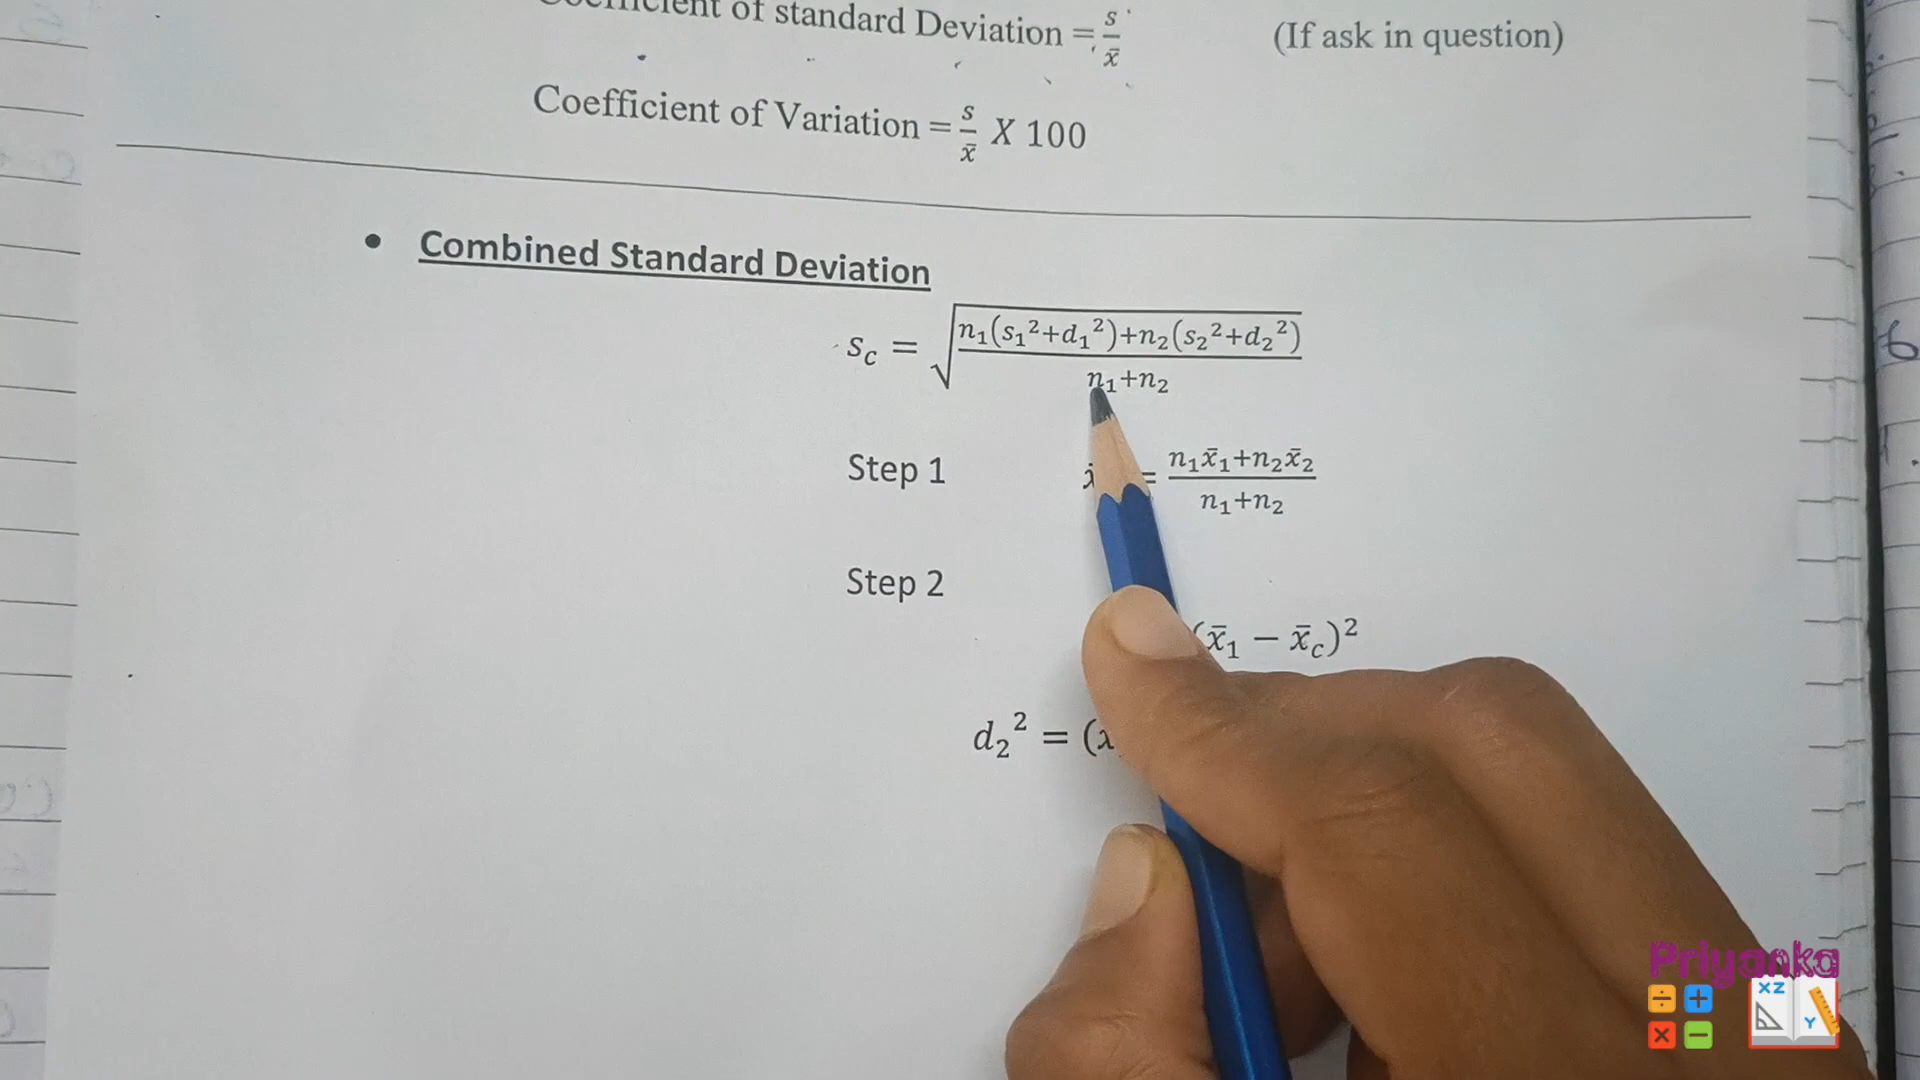 of standard Deviation = s/x̄ (If ask in question)
Coefficient of Variation = s/x̄ X 100
• Combined Standard Deviation
s_c = √((n₁(s₁²+d₁²)+n₂(s₂²+d₂²))/(n₁+n₂))
Step 1 = (n₁x̄₁+n₂x̄₂)/(n₁+n₂)
Step 2
(x̄₁ − x̄_c)²
d₂² = (
6
Priyanka
XZ
Y